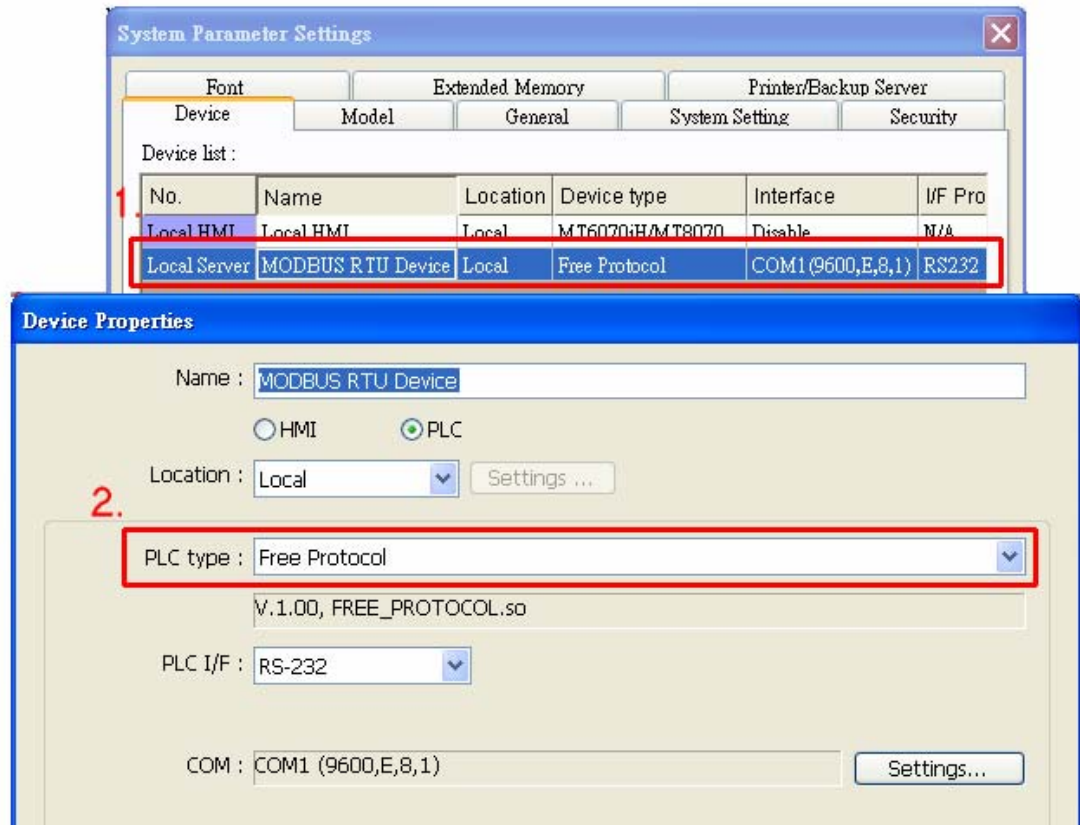 System Parameter Settings
Font Extended Memory Printer/Backup Server
Device Model General System Setting Security
Device list :
1.
No. Name Location Device type Interface I/F Pro
Local HMI Local HMI Local MT6070iH/MT8070 Disable N/A
Local Server MODBUS RTU Device Local Free Protocol COM1(9600,E,8,1) RS232
Device Properties
Name : MODBUS RTU Device
HMI PLC
Location : Local Settings ...
2.
PLC type : Free Protocol
V.1.00, FREE_PROTOCOL.so
PLC I/F : RS-232
COM : COM1 (9600,E,8,1) Settings...